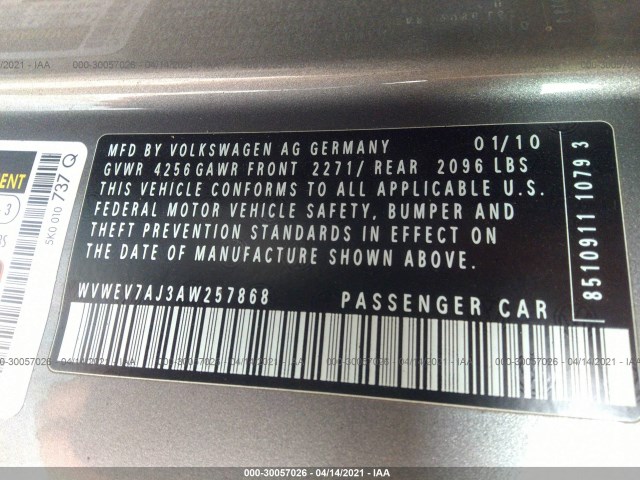 MFD BY VOLKSWAGEN AG GERMANY 01/10
GVWR 4256 GAWR FRONT 2271/ REAR 2096 LBS
THIS VEHICLE CONFORMS TO ALL APPLICABLE U.S.
FEDERAL MOTOR VEHICLE SAFETY, BUMPER AND
THEFT PREVENTION STANDARDS IN EFFECT ON
THE DATE OF MANUFACTURE SHOWN ABOVE.
WVWEV7AJ3AW257868 PASSENGER CAR
8510911 1079 3
5K0 010 737 Q
000-30057026 - 04/14/2021 - IAA